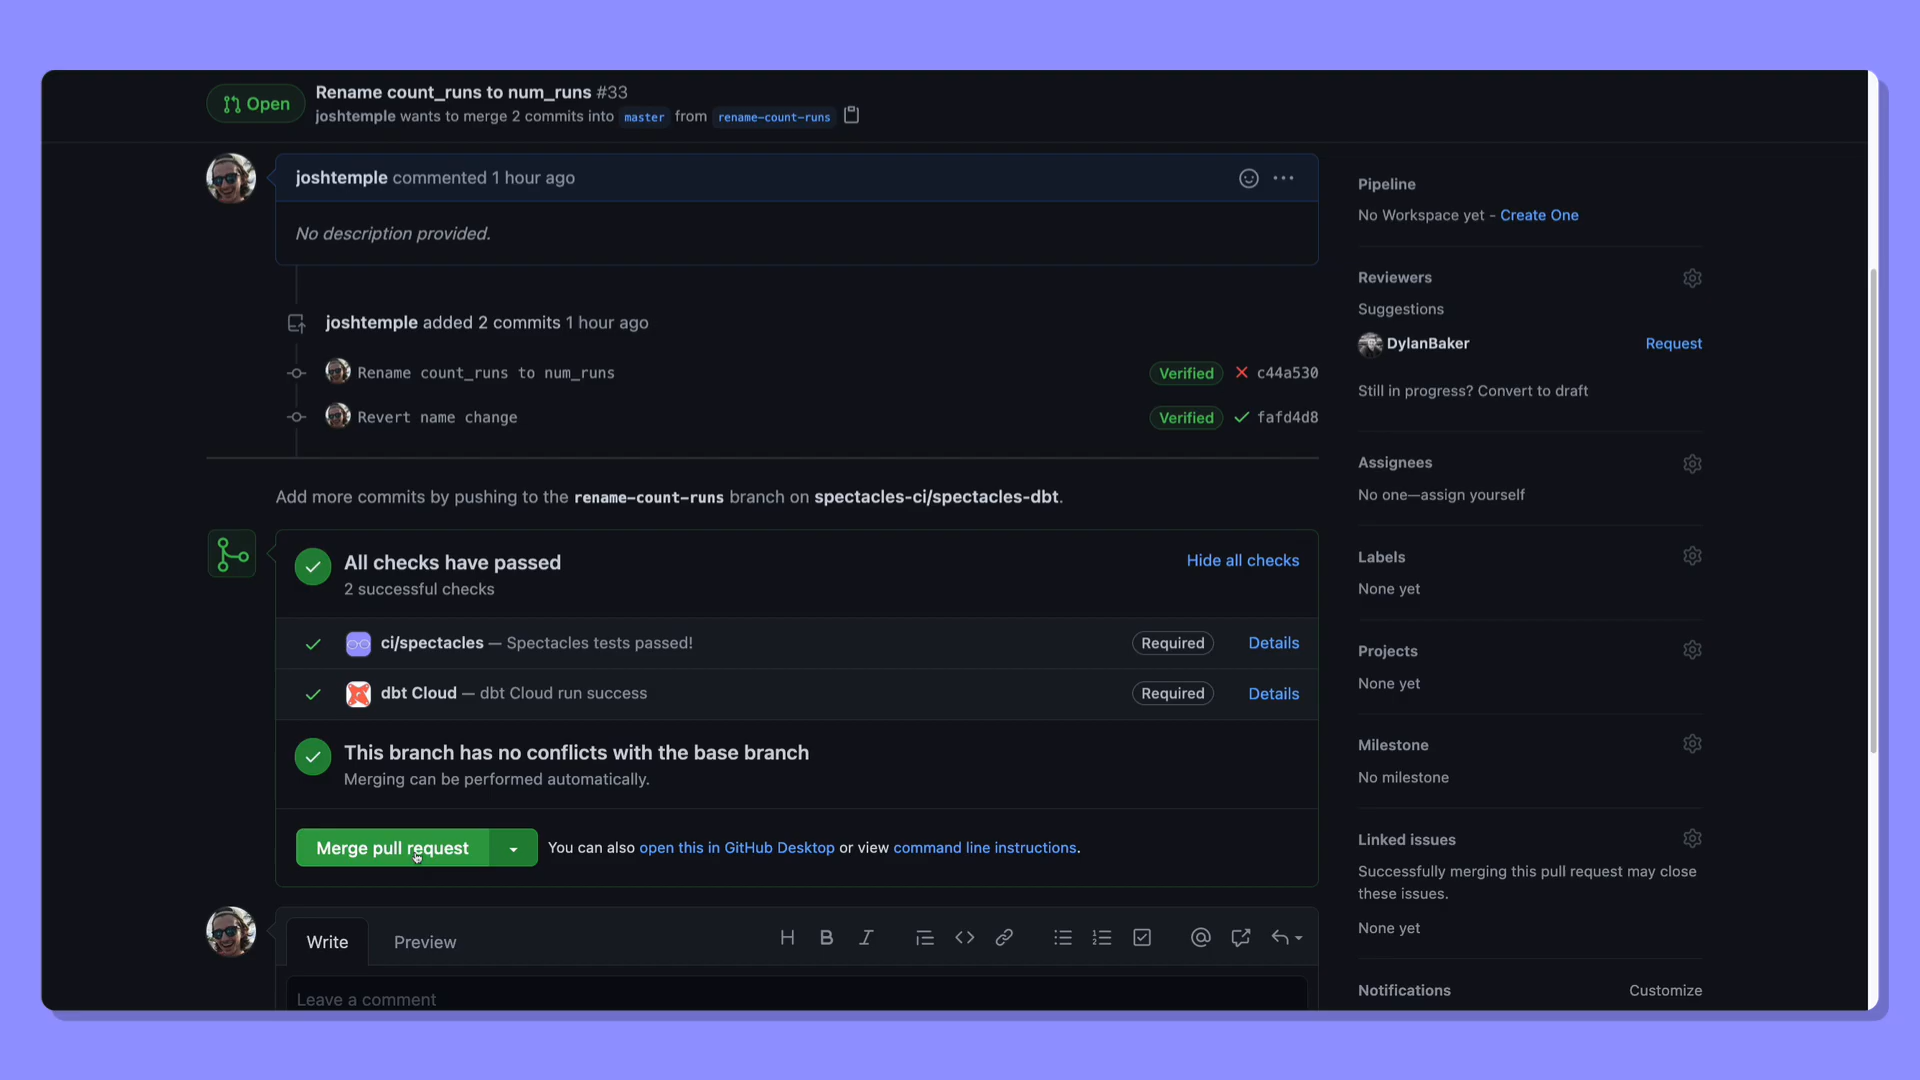 Open
Rename count_runs to num_runs #33
joshtemple wants to merge 2 commits into master from rename-count-runs
joshtemple commented 1 hour ago
No description provided.
joshtemple added 2 commits 1 hour ago
Rename count_runs to num_runs Verified c44a530
Revert name change Verified fafd4d8
Add more commits by pushing to the rename-count-runs branch on spectacles-ci/spectacles-dbt.
All checks have passed Hide all checks
2 successful checks
ci/spectacles — Spectacles tests passed! Required Details
dbt Cloud — dbt Cloud run success Required Details
This branch has no conflicts with the base branch
Merging can be performed automatically.
Merge pull request You can also open this in GitHub Desktop or view command line instructions.
Write Preview
Leave a comment
Pipeline
No Workspace yet - Create One
Reviewers
Suggestions
DylanBaker Request
Still in progress? Convert to draft
Assignees
No one—assign yourself
Labels
None yet
Projects
None yet
Milestone
No milestone
Linked issues
Successfully merging this pull request may close
these issues.
None yet
Notifications Customize